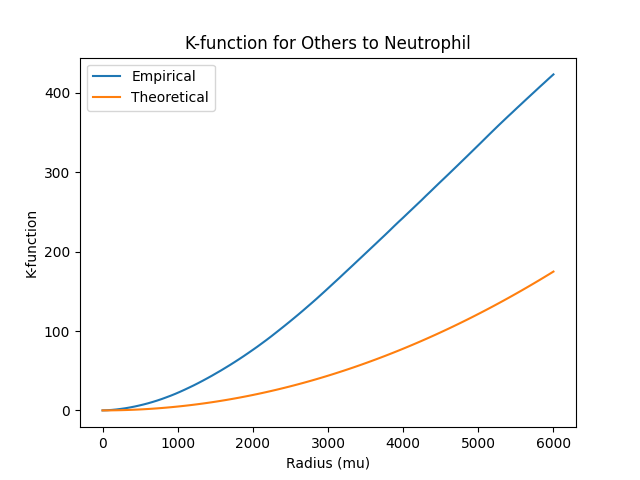 K-function for Others to Neutrophil
Empirical
Theoretical
K-function
400
300
200
100
0
0 1000 2000 3000 4000 5000 6000
Radius (mu)